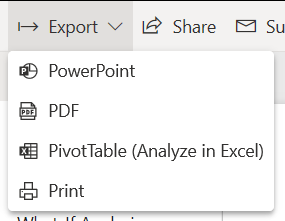 Export Share
PowerPoint
PDF
PivotTable (Analyze in Excel)
Print